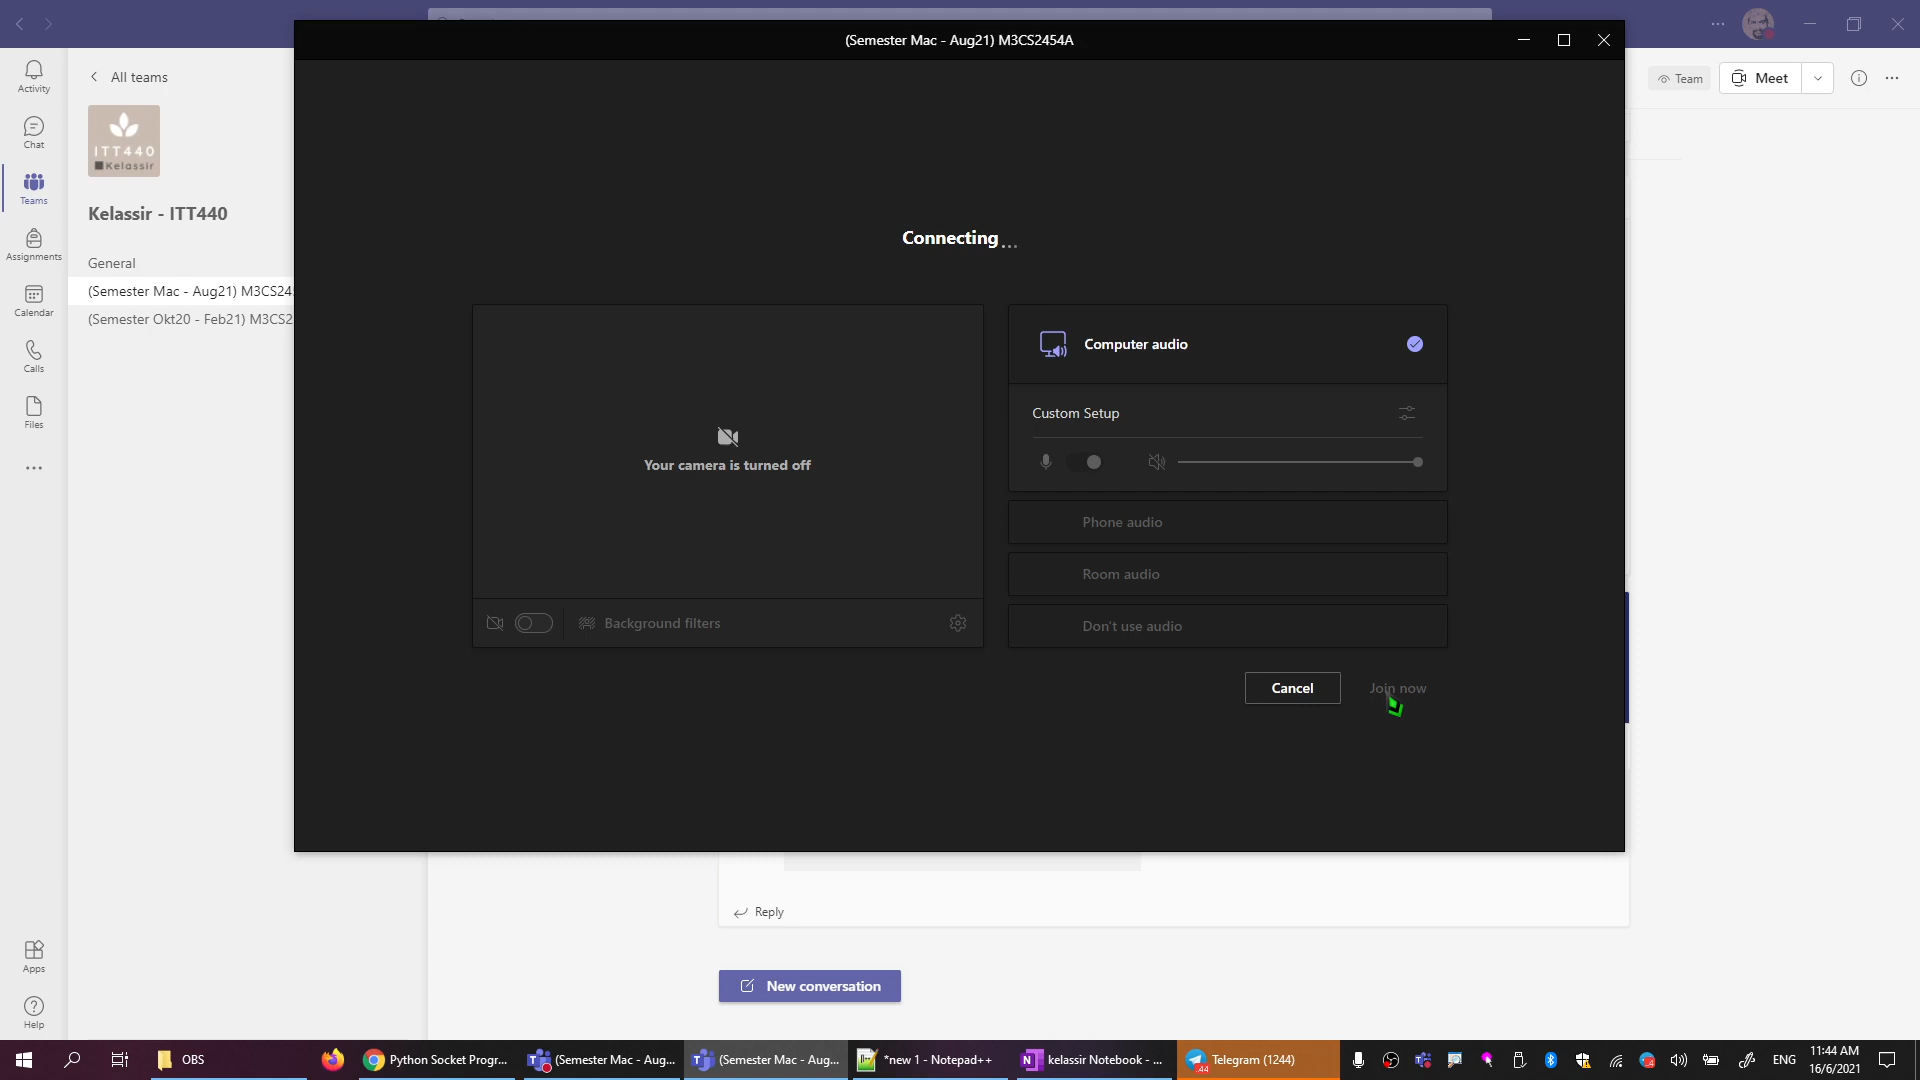 (Semester Mac - Aug21) M3CS2454A
Activity
Chat
Teams
Assignments
Calendar
Calls
Files
Apps
Help
All teams
ITT440
Kelassir
Kelassir - ITT440
General
(Semester Mac - Aug21) M3CS24
(Semester Okt20 - Feb21) M3CS2
Team
Meet
Connecting...
Your camera is turned off
Background filters
Computer audio
Custom Setup
Phone audio
Room audio
Don't use audio
Cancel
Join now
Reply
New conversation
OBS
Python Socket Progr...
(Semester Mac - Aug...
(Semester Mac - Aug...
*new 1 - Notepad++
kelassir Notebook - ...
Telegram (1244)
ENG
11:44 AM
16/6/2021